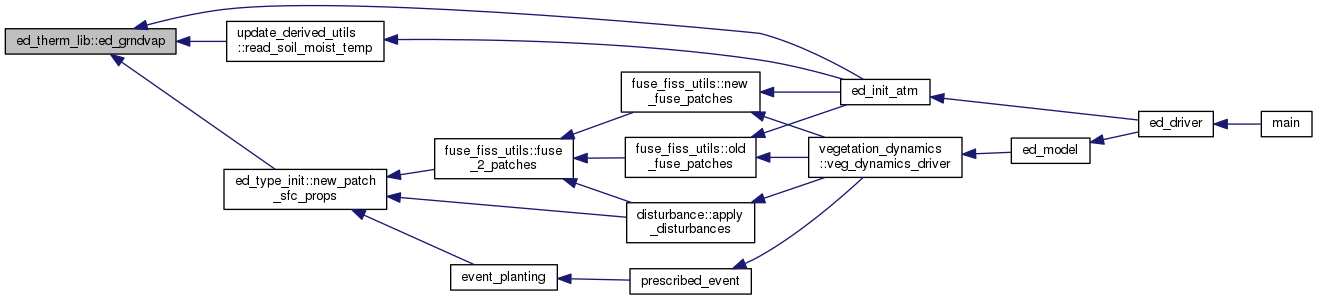 ed_therm_lib::ed_grndvap
update_derived_utils
::read_soil_moist_temp
ed_type_init::new_patch
_sfc_props
fuse_fiss_utils::fuse
_2_patches
event_planting
fuse_fiss_utils::new
_fuse_patches
fuse_fiss_utils::old
_fuse_patches
disturbance::apply
_disturbances
prescribed_event
ed_init_atm
vegetation_dynamics
::veg_dynamics_driver
ed_model
ed_driver
main